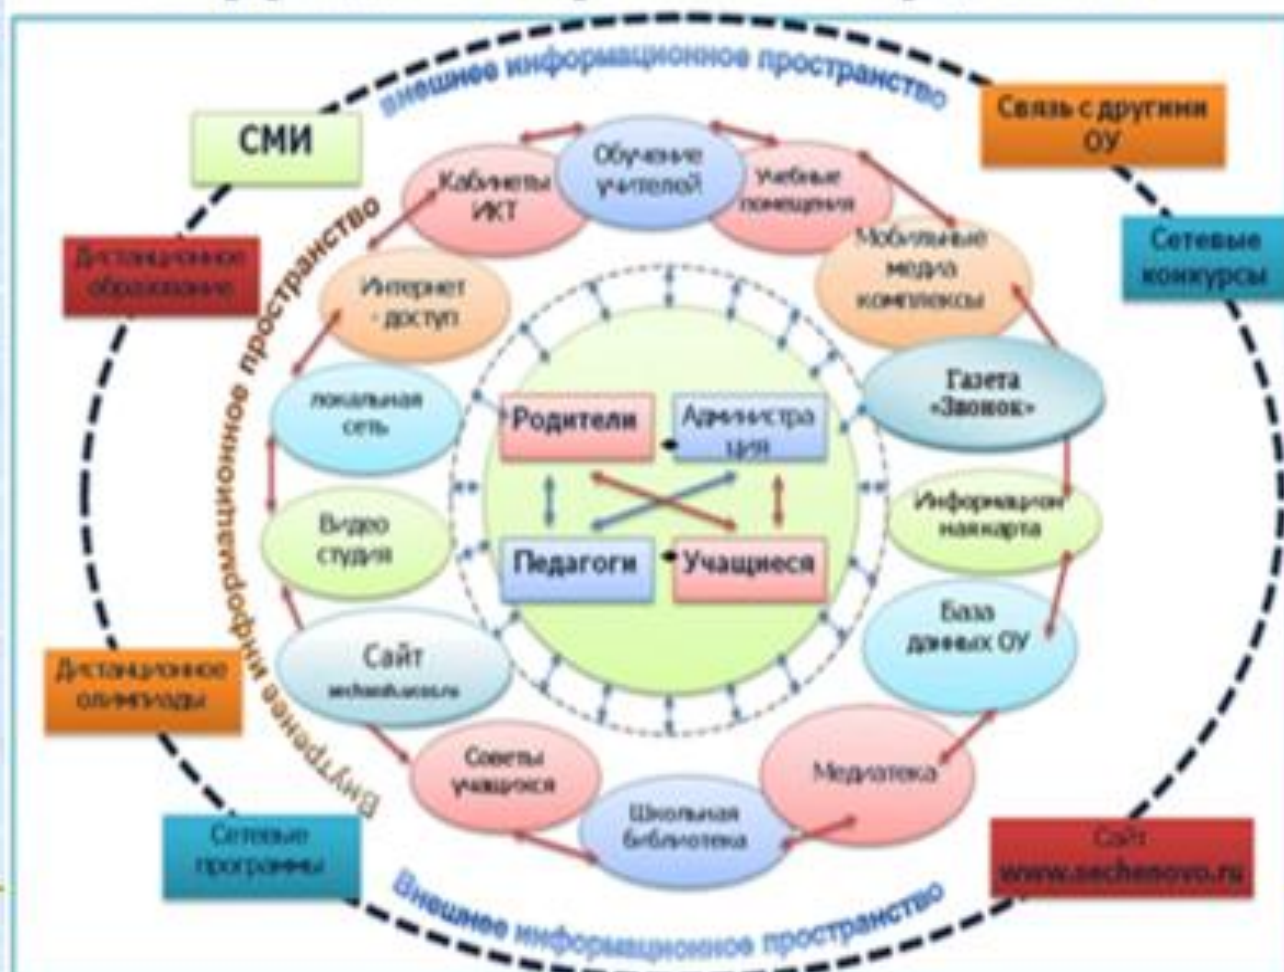 внешнее информационное пространство
СМИ
Связь с другими
ОУ
Дистанционное
образование
Сетевые
конкурсы
Обучение
учителей
Кабинеты
ИКТ
Учебные
помещения
Интернет
- доступ
Мобильные
медиа
комплексы
локальная
сеть
Газета
«Звонок»
Родители
Администра
ция
Видео
студия
Информацион
ная карта
Педагоги
Учащиеся
База
данных ОУ
Сайт
Дистанционное
олимпиады
Советы
учащихся
Медиатека
Школьная
библиотека
Внутреннее информационное пространство
Сетевые
программы
Сайт
www.sechenovo.ru
Внешнее информационное пространство